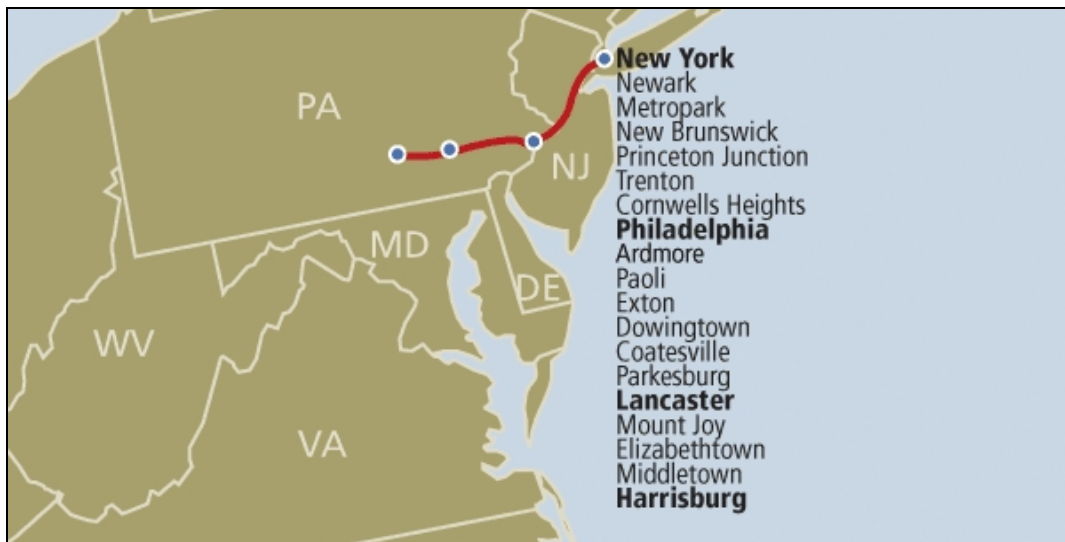 PA
NJ
MD
DE
WV
VA
New York
Newark
Metropark
New Brunswick
Princeton Junction
Trenton
Cornwells Heights
Philadelphia
Ardmore
Paoli
Exton
Dowingtown
Coatesville
Parkesburg
Lancaster
Mount Joy
Elizabethtown
Middletown
Harrisburg